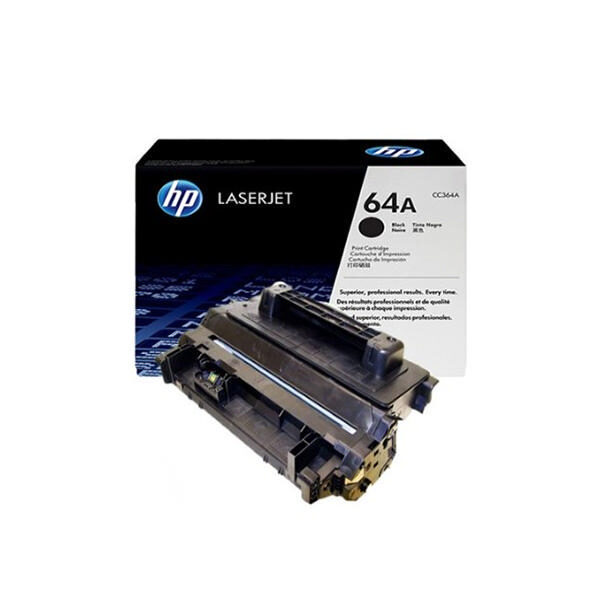 hp
hp LASERJET
64A
CC364A
Black Tinta Negra
Noire 黑色
Print Cartridge
Cartouche d'impression
Cartucho de impresión
打印硒鼓
Superior, professional results. Every time.
Des résultats professionnels et de qualité
supérieure à chaque impression.
superior, resultados profesionales.